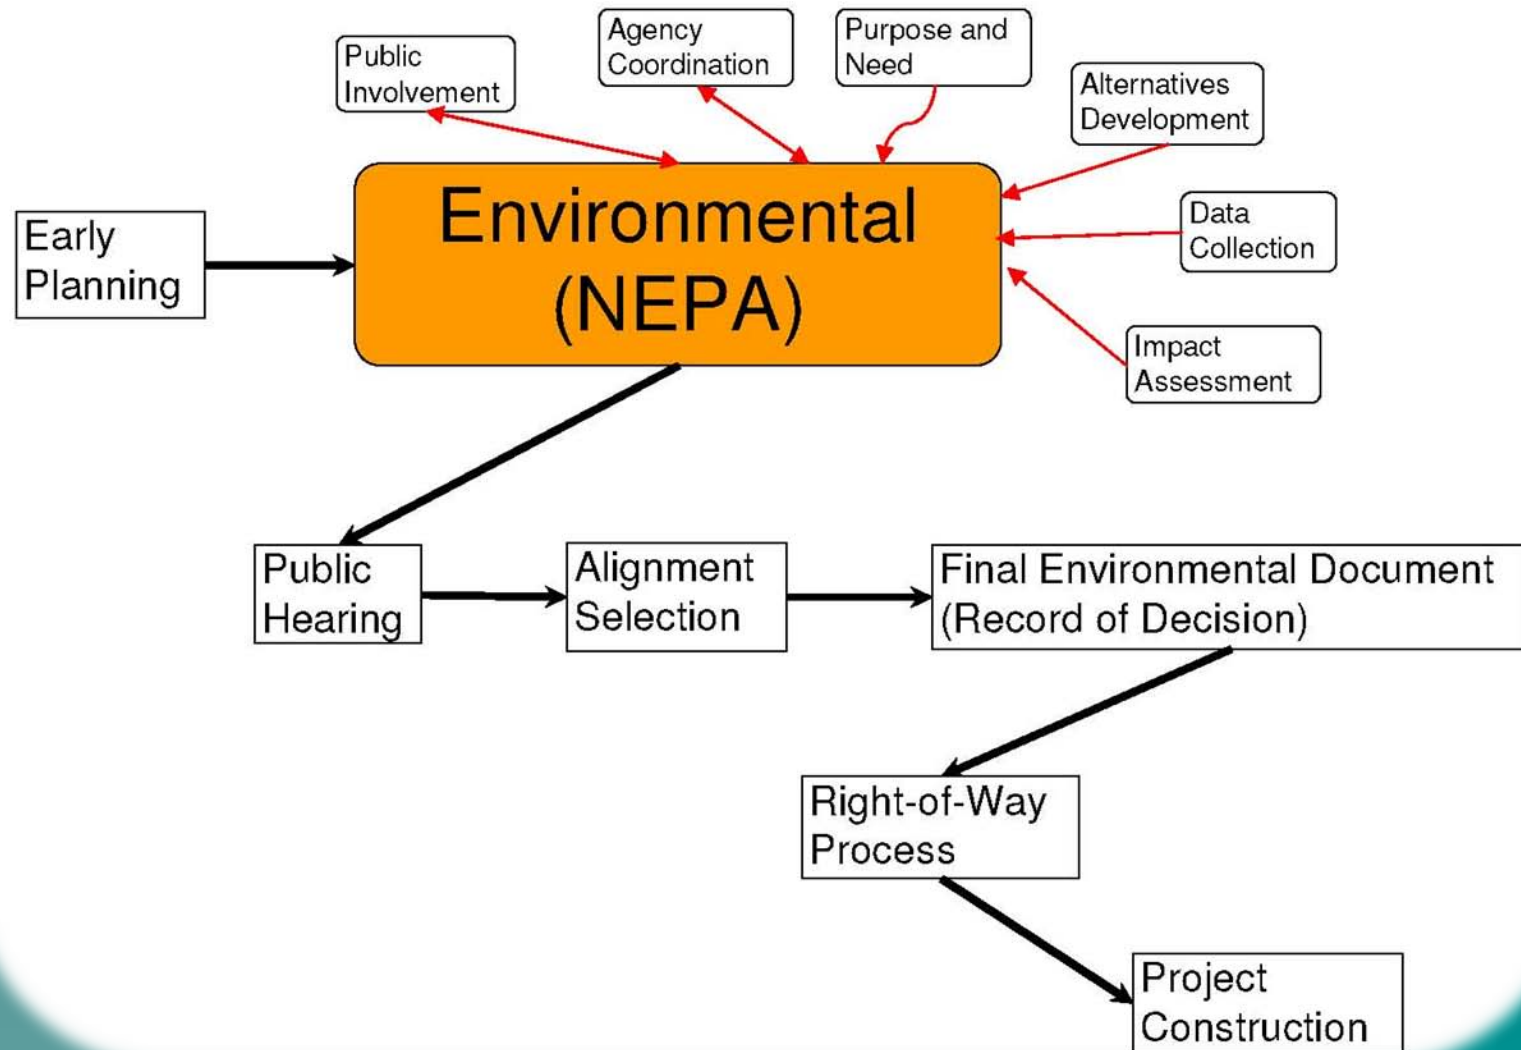 Public
Involvement
Agency
Coordination
Purpose and
Need
Alternatives
Development
Early
Planning
Environmental
(NEPA)
Data
Collection
Impact
Assessment
Public
Hearing
Alignment
Selection
Final Environmental Document
(Record of Decision)
Right-of-Way
Process
Project
Construction